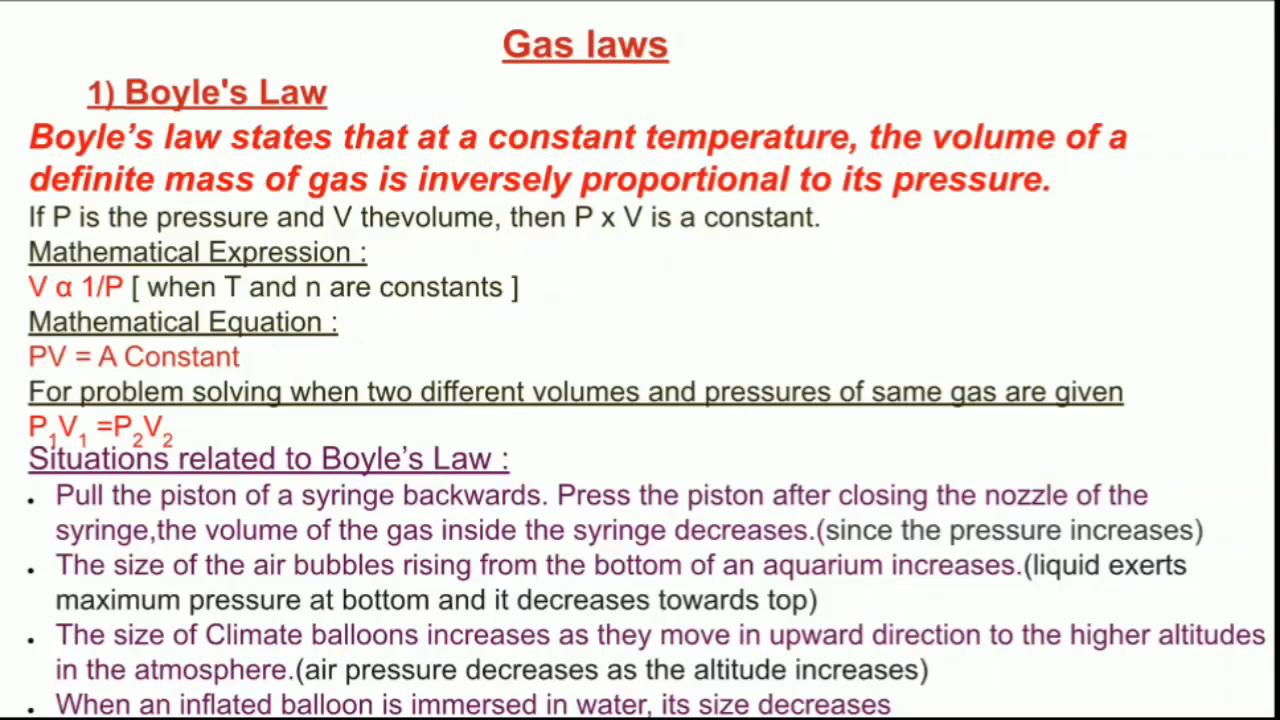 Gas laws
1) Boyle's Law
Boyle’s law states that at a constant temperature, the volume of a
definite mass of gas is inversely proportional to its pressure.
If P is the pressure and V thevolume, then P x V is a constant.
Mathematical Expression :
V α 1/P [ when T and n are constants ]
Mathematical Equation :
PV = A Constant
For problem solving when two different volumes and pressures of same gas are given
P₁V₁ =P₂V₂
Situations related to Boyle’s Law :
• Pull the piston of a syringe backwards. Press the piston after closing the nozzle of the
syringe,the volume of the gas inside the syringe decreases.(since the pressure increases)
• The size of the air bubbles rising from the bottom of an aquarium increases.(liquid exerts
maximum pressure at bottom and it decreases towards top)
• The size of Climate balloons increases as they move in upward direction to the higher altitudes
in the atmosphere.(air pressure decreases as the altitude increases)
• When an inflated balloon is immersed in water, its size decreases